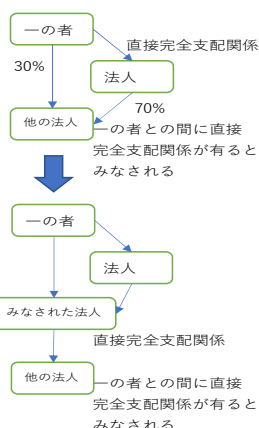 一の者
直接完全支配関係
30%
法人
70%
他の法人
一の者との間に直接
完全支配関係が有ると
みなされる
一の者
法人
みなされた法人
直接完全支配関係
他の法人
一の者との間に直接
完全支配関係が有ると
みなされる